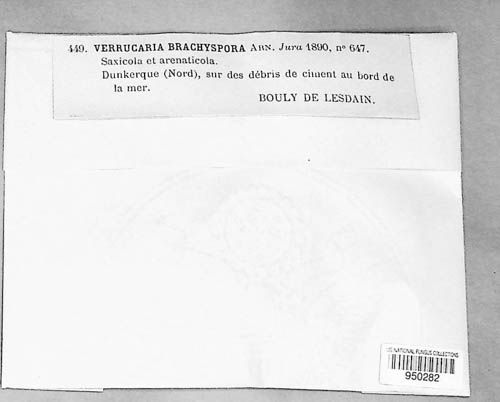 449. VERRUCARIA BRACHYSPORA ARN. Jura 1890, nº 647.
Saxicola et arenaticola.
Dunkerque (Nord), sur des débris de ciment au bord de
la mer.
BOULY DE LESDAIN.
US NATIONAL FUNGUS COLLECTIONS
950282